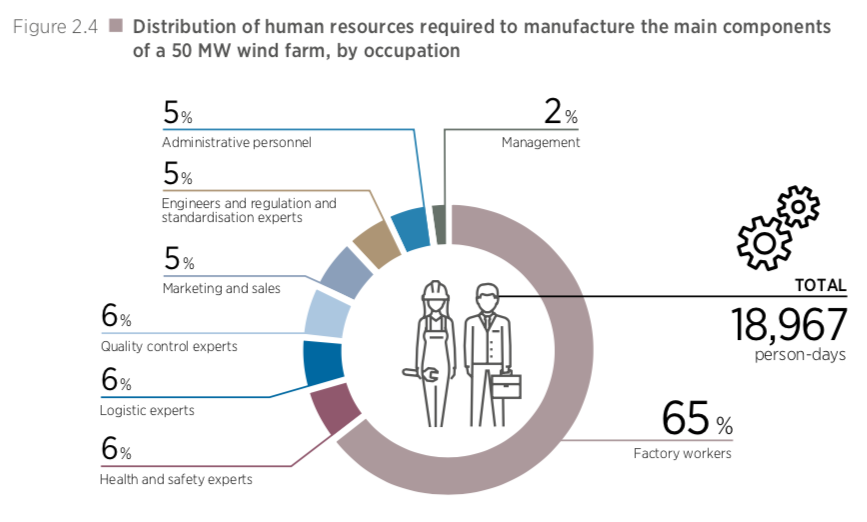 Figure 2.4 Distribution of human resources required to manufacture the main components
of a 50 MW wind farm, by occupation
5%
Administrative personnel
2%
Management
5%
Engineers and regulation and
standardisation experts
5%
Marketing and sales
TOTAL
18,967
person-days
6%
Quality control experts
6%
Logistic experts
65%
Factory workers
6%
Health and safety experts